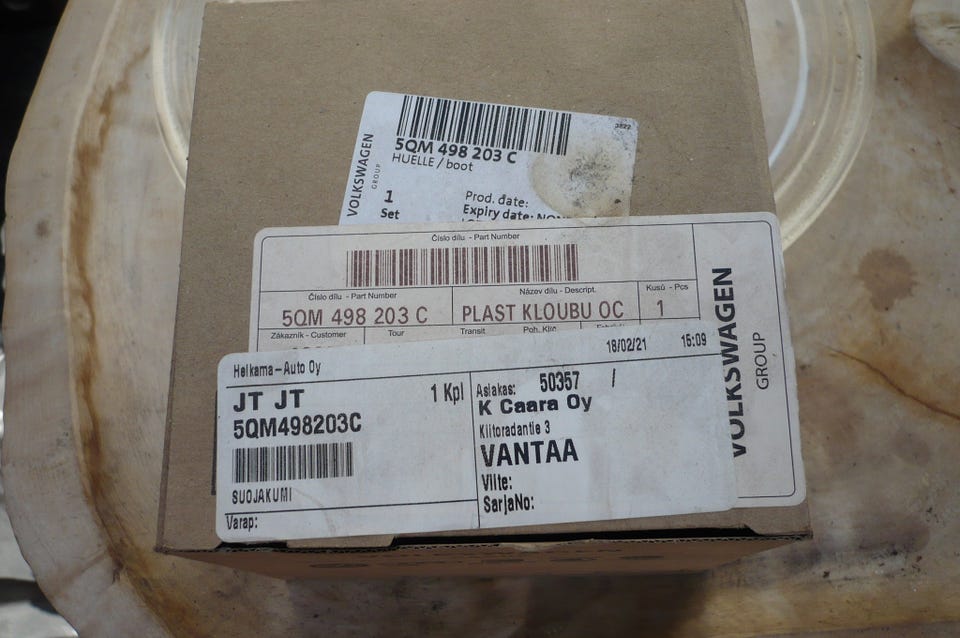 3822
5QM 498 203 C
HUELLE / boot
VOLKSWAGEN
GROUP
1
Set
Prod. date:
Expiry date:
Číslo dílu - Part Number
Číslo dílu - Part Number
Název dílu - Descript.
Kusů - Pcs
5QM 498 203 C
PLAST KLOUBU OC
1
Zákazník - Customer
Tour
Transit
VOLKSWAGEN
GROUP
Helkama-Auto Oy
18/02/21 15:09
JT JT
1 Kpl
5QM498203C
SUOJAKUMI
Varap:
Asiakas: 50357 /
K Caara Oy
Kiitoradantie 3
VANTAA
Viite:
SarjaNo: